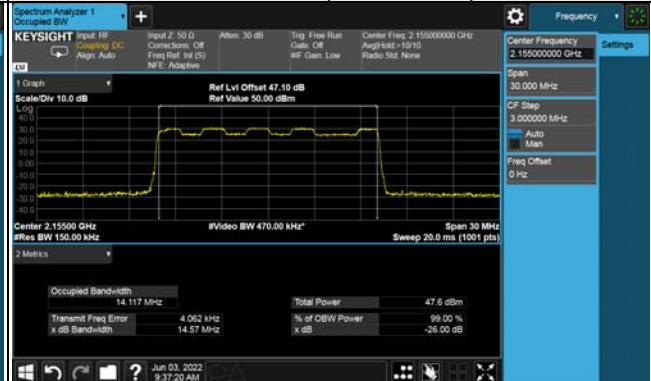 Spectrum Analyzer 1
Occupied BW
Frequency
KEYSIGHT Input: RF Input Z: 50 Ω Atten: 30 dB Trig: Free Run Center Freq: 2.155000000 GHz
Coupling: DC Corrections: Off Gate: Off Avg|Hold:>10/10
Align: Auto Freq Ref: Int (S) #IF Gain: Low Radio Std: None
NFE: Adaptive
Center Frequency
2.155000000 GHz
Settings
Span
30.000 MHz
CF Step
3.000000 MHz
Auto
Man
Freq Offset
0 Hz
1 Graph
Ref Lvl Offset 47.10 dB
Scale/Div 10.0 dB Ref Value 50.00 dBm
Log
40.0
30.0
20.0
10.0
0.00
-10.0
-20.0
-30.0
-40.0
Center 2.15500 GHz #Video BW 470.00 kHz* Span 30 MHz
#Res BW 150.00 kHz Sweep 20.0 ms (1001 pts)
2 Metrics
Occupied Bandwidth
14.117 MHz Total Power 47.6 dBm
Transmit Freq Error 4.062 kHz % of OBW Power 99.00 %
x dB Bandwidth 14.57 MHz x dB -26.00 dB
Jun 03, 2022
9:37:20 AM